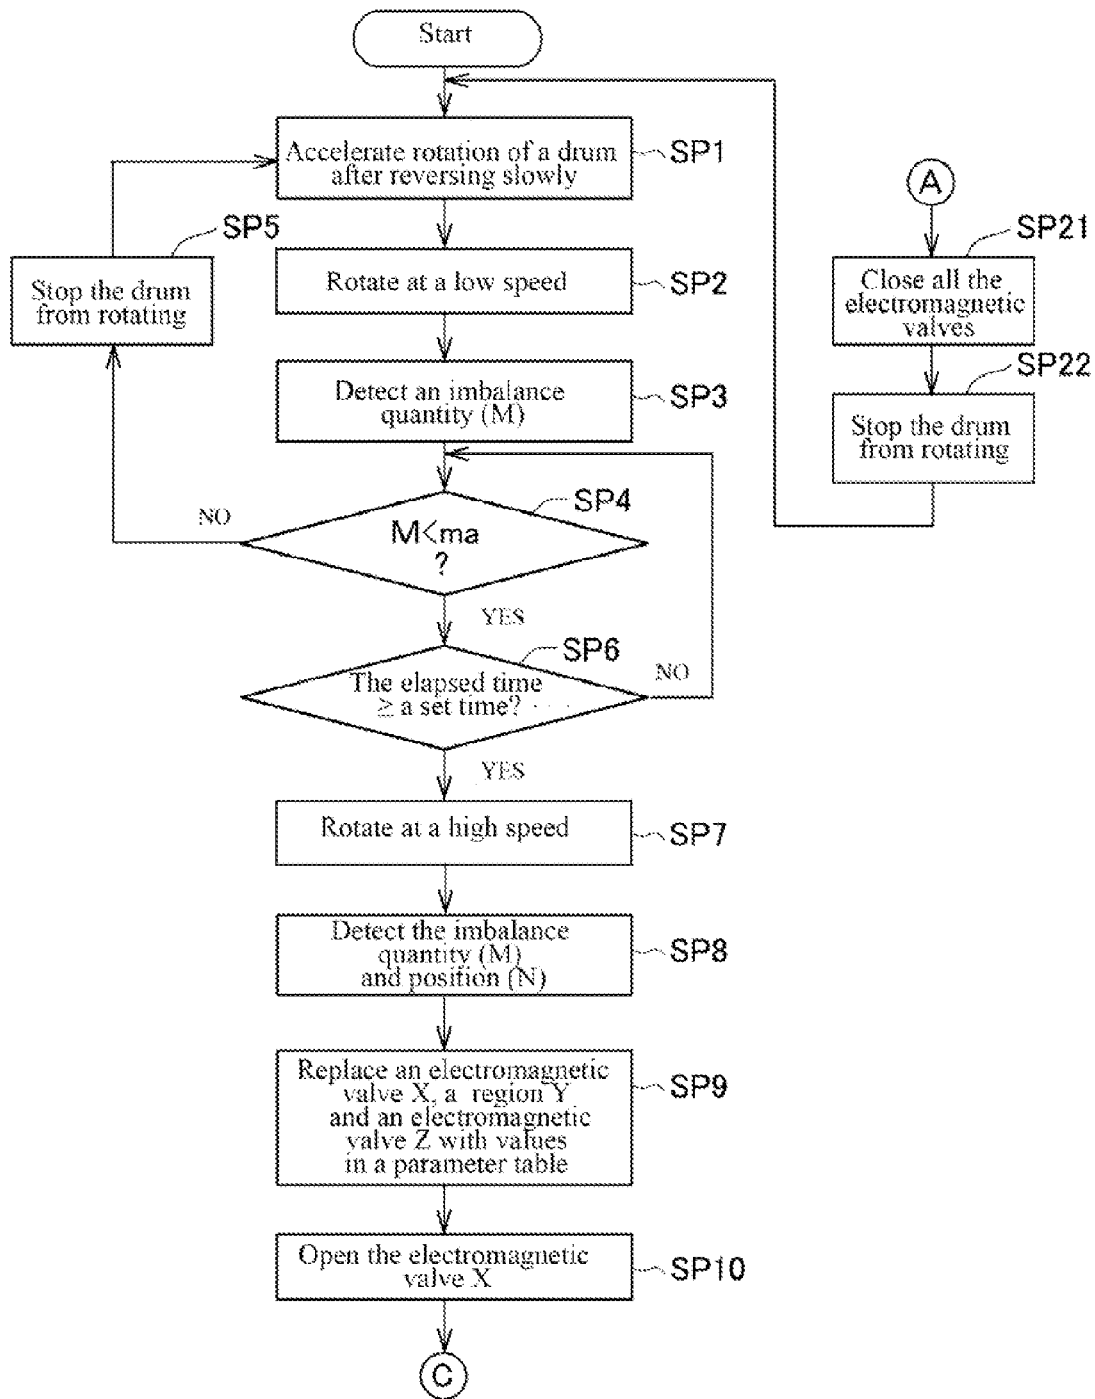 Start
Accelerate rotation of a drum
after reversing slowly
SP1
A
SP5
Stop the drum
from rotating
Rotate at a low speed
SP2
SP21
Close all the
electromagnetic
valves
Detect an imbalance
quantity (M)
SP3
SP22
Stop the drum
from rotating
SP4
NO
M<ma
?
YES
SP6
The elapsed time
≥ a set time?
NO
YES
Rotate at a high speed
SP7
Detect the imbalance
quantity (M)
and position (N)
SP8
Replace an electromagnetic
valve X, a region Y
and an electromagnetic
valve Z with values
in a parameter table
SP9
Open the electromagnetic
valve X
SP10
C